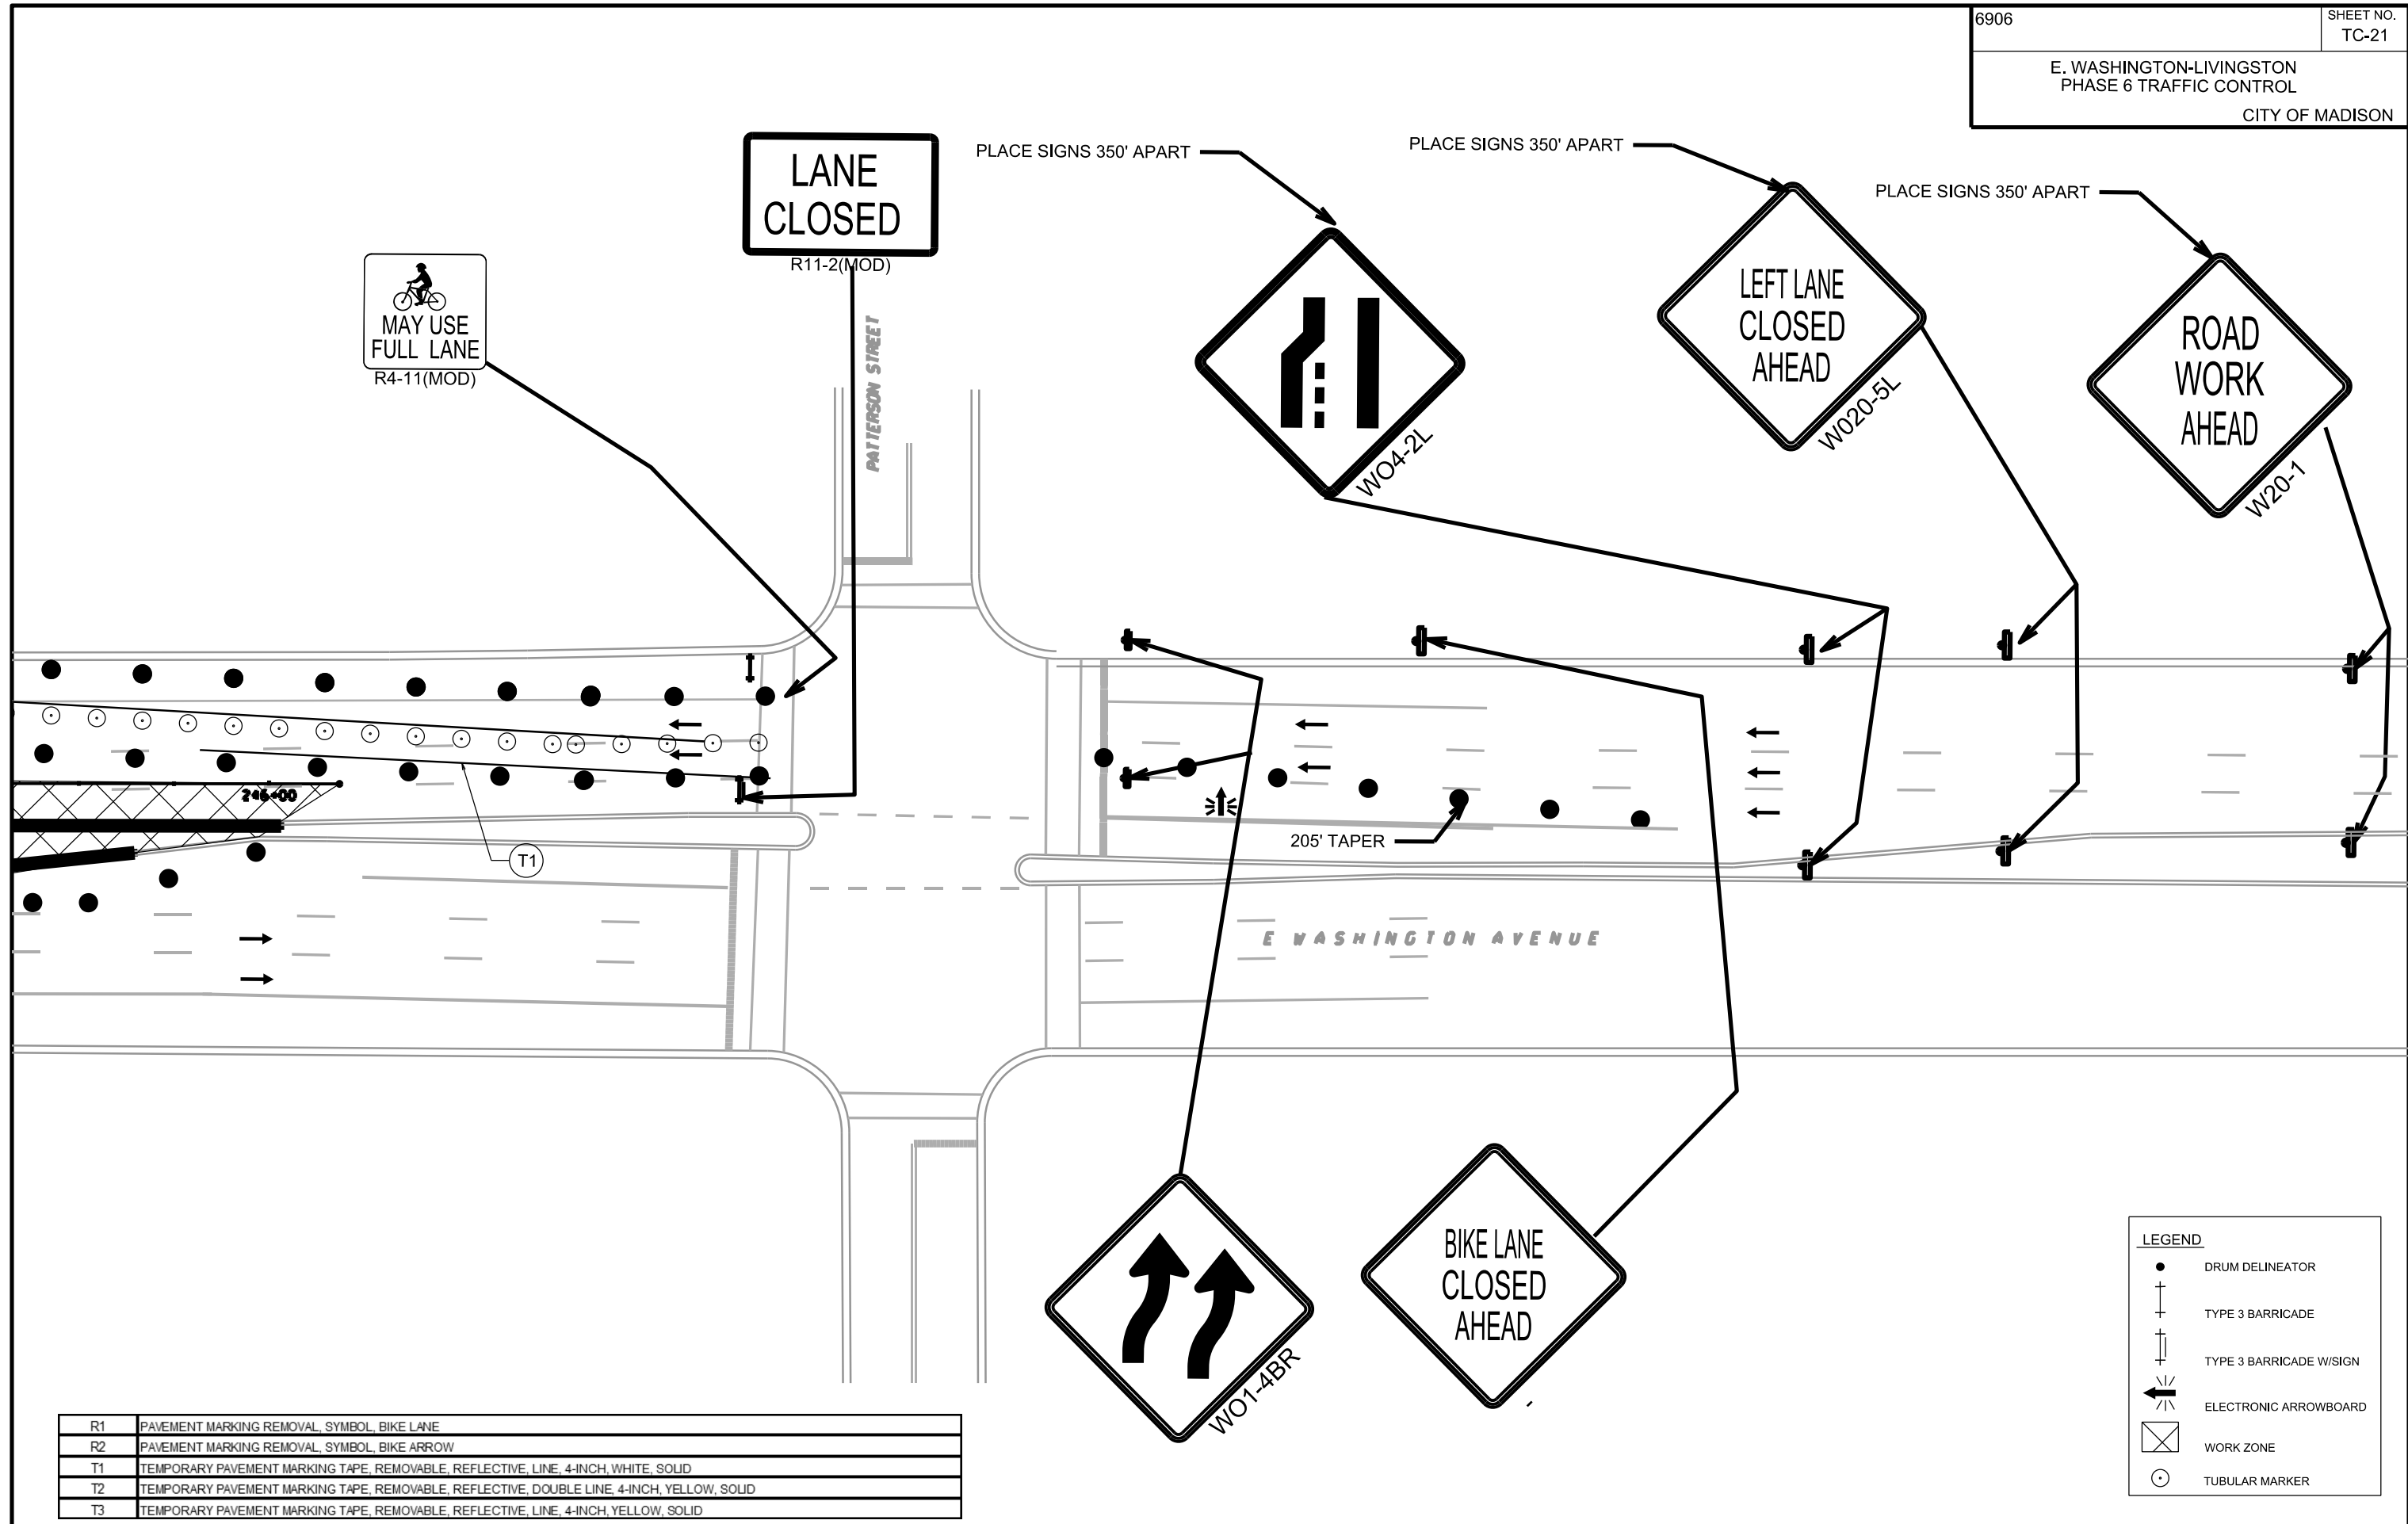 6906
SHEET NO.
TC-21
E. WASHINGTON-LIVINGSTON
PHASE 6 TRAFFIC CONTROL
CITY OF MADISON
LANE
CLOSED
R11-2(MOD)
PLACE SIGNS 350' APART
PLACE SIGNS 350' APART
PLACE SIGNS 350' APART
MAY USE
FULL LANE
R4-11(MOD)
PATTERSON STREET
WO4-2L
LEFT LANE
CLOSED
AHEAD
W020-5L
ROAD
WORK
AHEAD
W20-1
246+00
T1
205' TAPER
E WASHINGTON AVENUE
WO1-4BR
BIKE LANE
CLOSED
AHEAD
LEGEND
DRUM DELINEATOR
TYPE 3 BARRICADE
TYPE 3 BARRICADE W/SIGN
ELECTRONIC ARROWBOARD
WORK ZONE
TUBULAR MARKER
R1 PAVEMENT MARKING REMOVAL, SYMBOL, BIKE LANE
R2 PAVEMENT MARKING REMOVAL, SYMBOL, BIKE ARROW
T1 TEMPORARY PAVEMENT MARKING TAPE, REMOVABLE, REFLECTIVE, LINE, 4-INCH, WHITE, SOLID
T2 TEMPORARY PAVEMENT MARKING TAPE, REMOVABLE, REFLECTIVE, DOUBLE LINE, 4-INCH, YELLOW, SOLID
T3 TEMPORARY PAVEMENT MARKING TAPE, REMOVABLE, REFLECTIVE, LINE, 4-INCH, YELLOW, SOLID